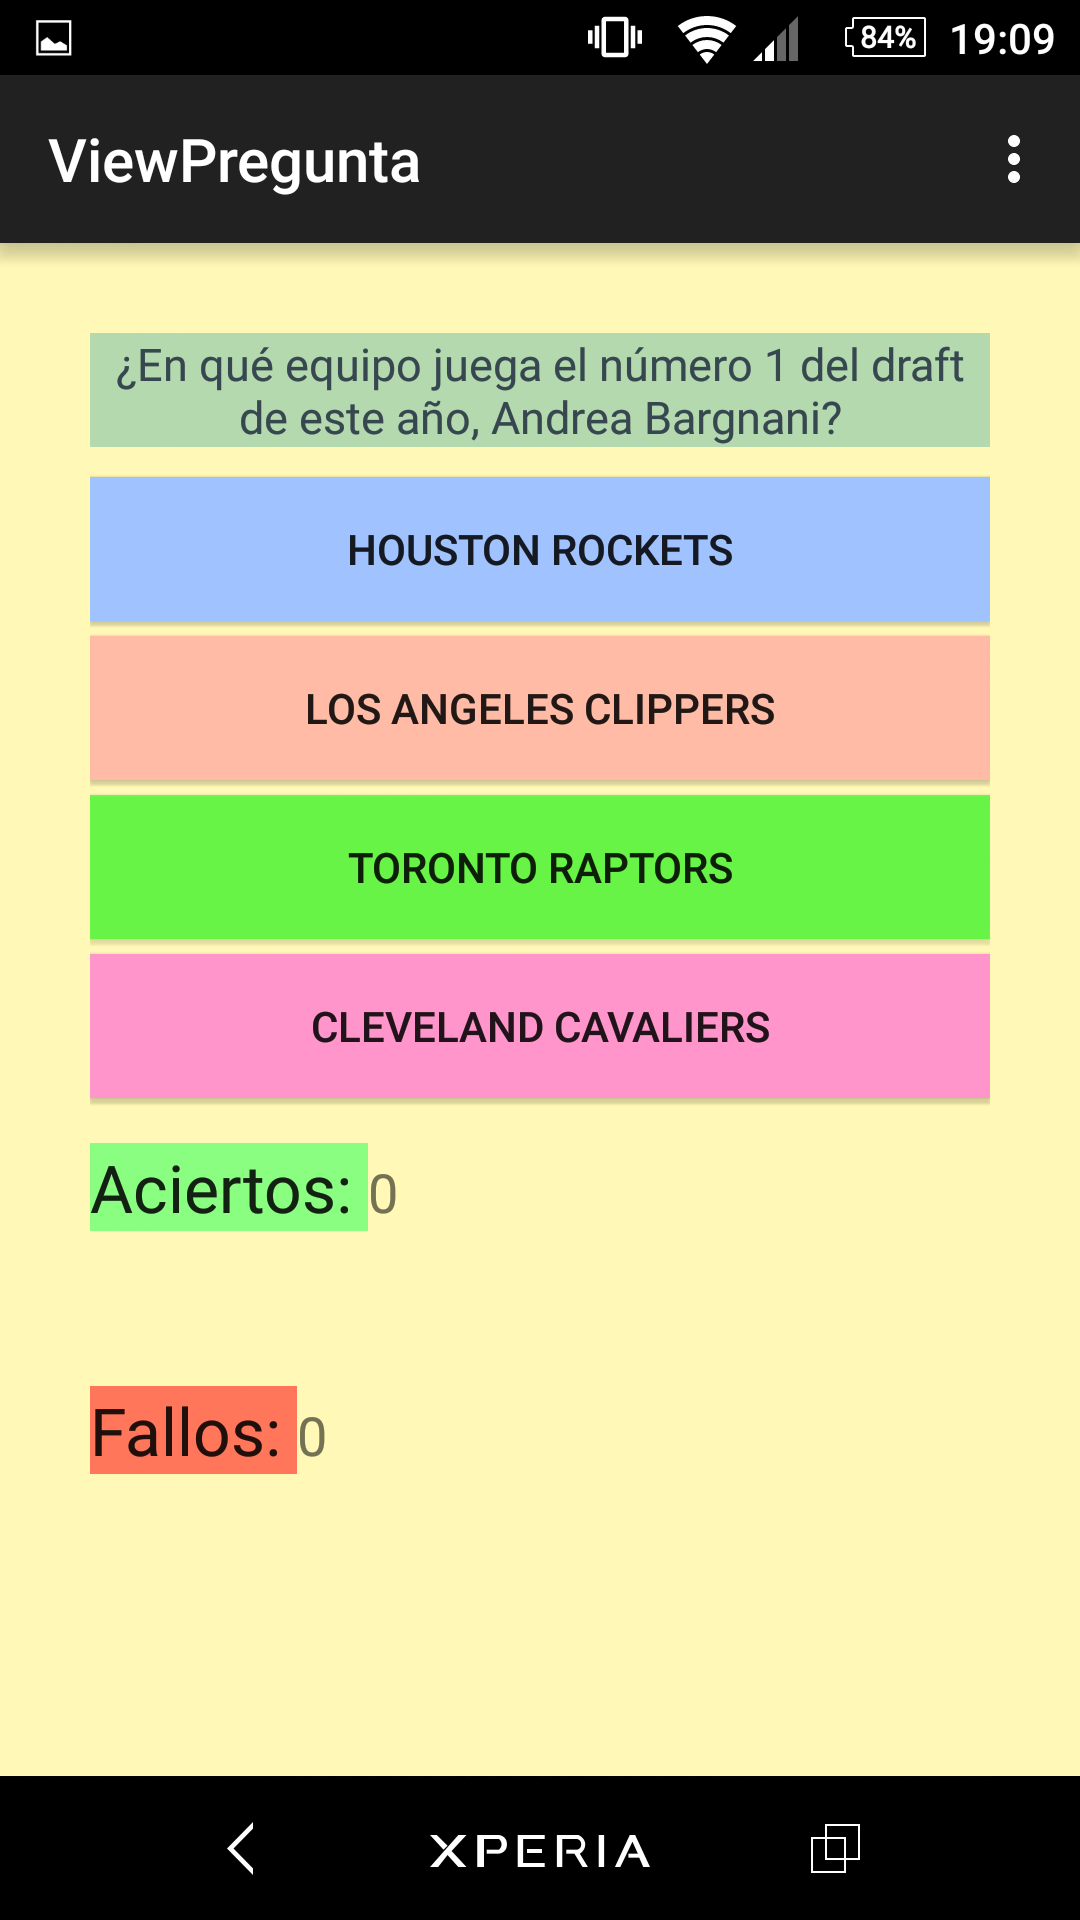 84% 19:09
ViewPregunta
¿En qué equipo juega el número 1 del draft
de este año, Andrea Bargnani?
HOUSTON ROCKETS
LOS ANGELES CLIPPERS
TORONTO RAPTORS
CLEVELAND CAVALIERS
Aciertos: 0
Fallos: 0
XPERIA